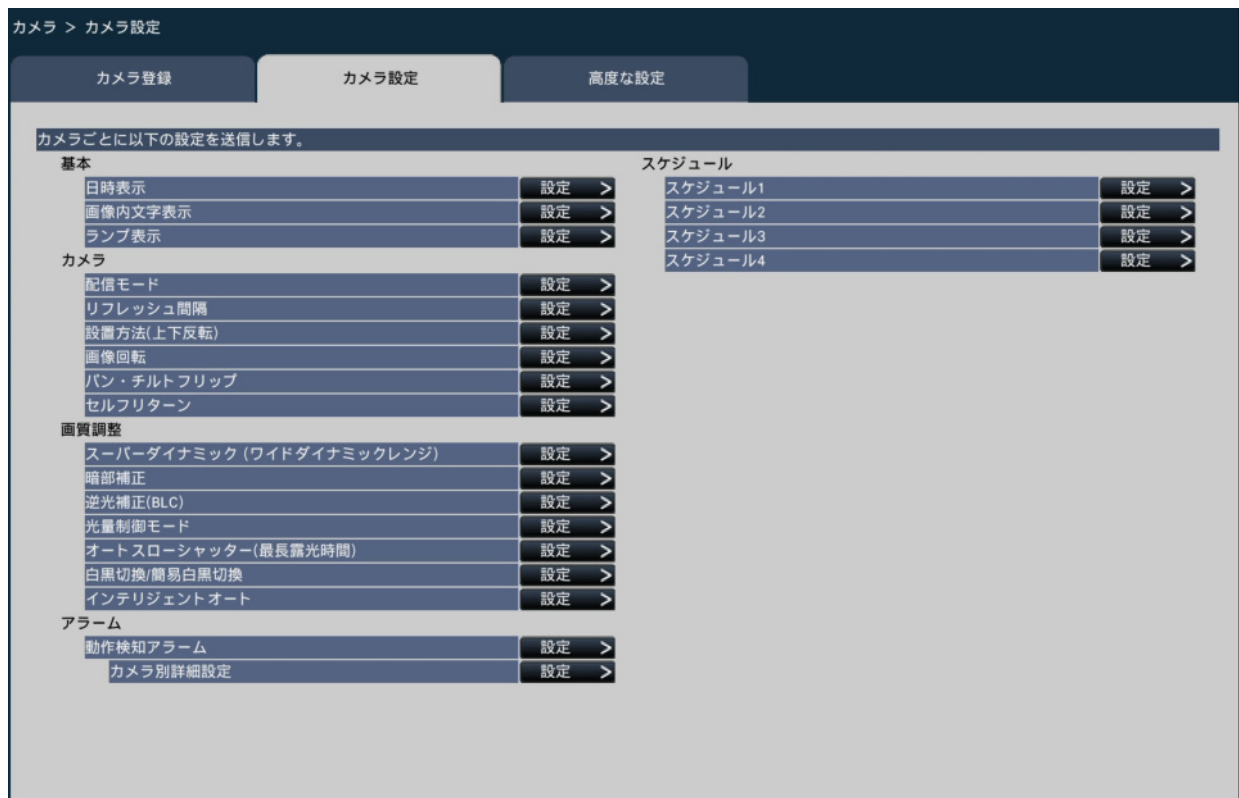 カメラ > カメラ設定
カメラ登録
カメラ設定
高度な設定
カメラごとに以下の設定を送信します。
基本
日時表示 設定 >
画像内文字表示 設定 >
ランプ表示 設定 >
カメラ
配信モード 設定 >
リフレッシュ間隔 設定 >
設置方法(上下反転) 設定 >
画像回転 設定 >
パン・チルトフリップ 設定 >
セルフリターン 設定 >
画質調整
スーパーダイナミック (ワイドダイナミックレンジ) 設定 >
暗部補正 設定 >
逆光補正(BLC) 設定 >
光量制御モード 設定 >
オートスローシャッター(最長露光時間) 設定 >
白黒切換/簡易白黒切換 設定 >
インテリジェントオート 設定 >
アラーム
動作検知アラーム 設定 >
カメラ別詳細設定 設定 >
スケジュール
スケジュール1 設定 >
スケジュール2 設定 >
スケジュール3 設定 >
スケジュール4 設定 >